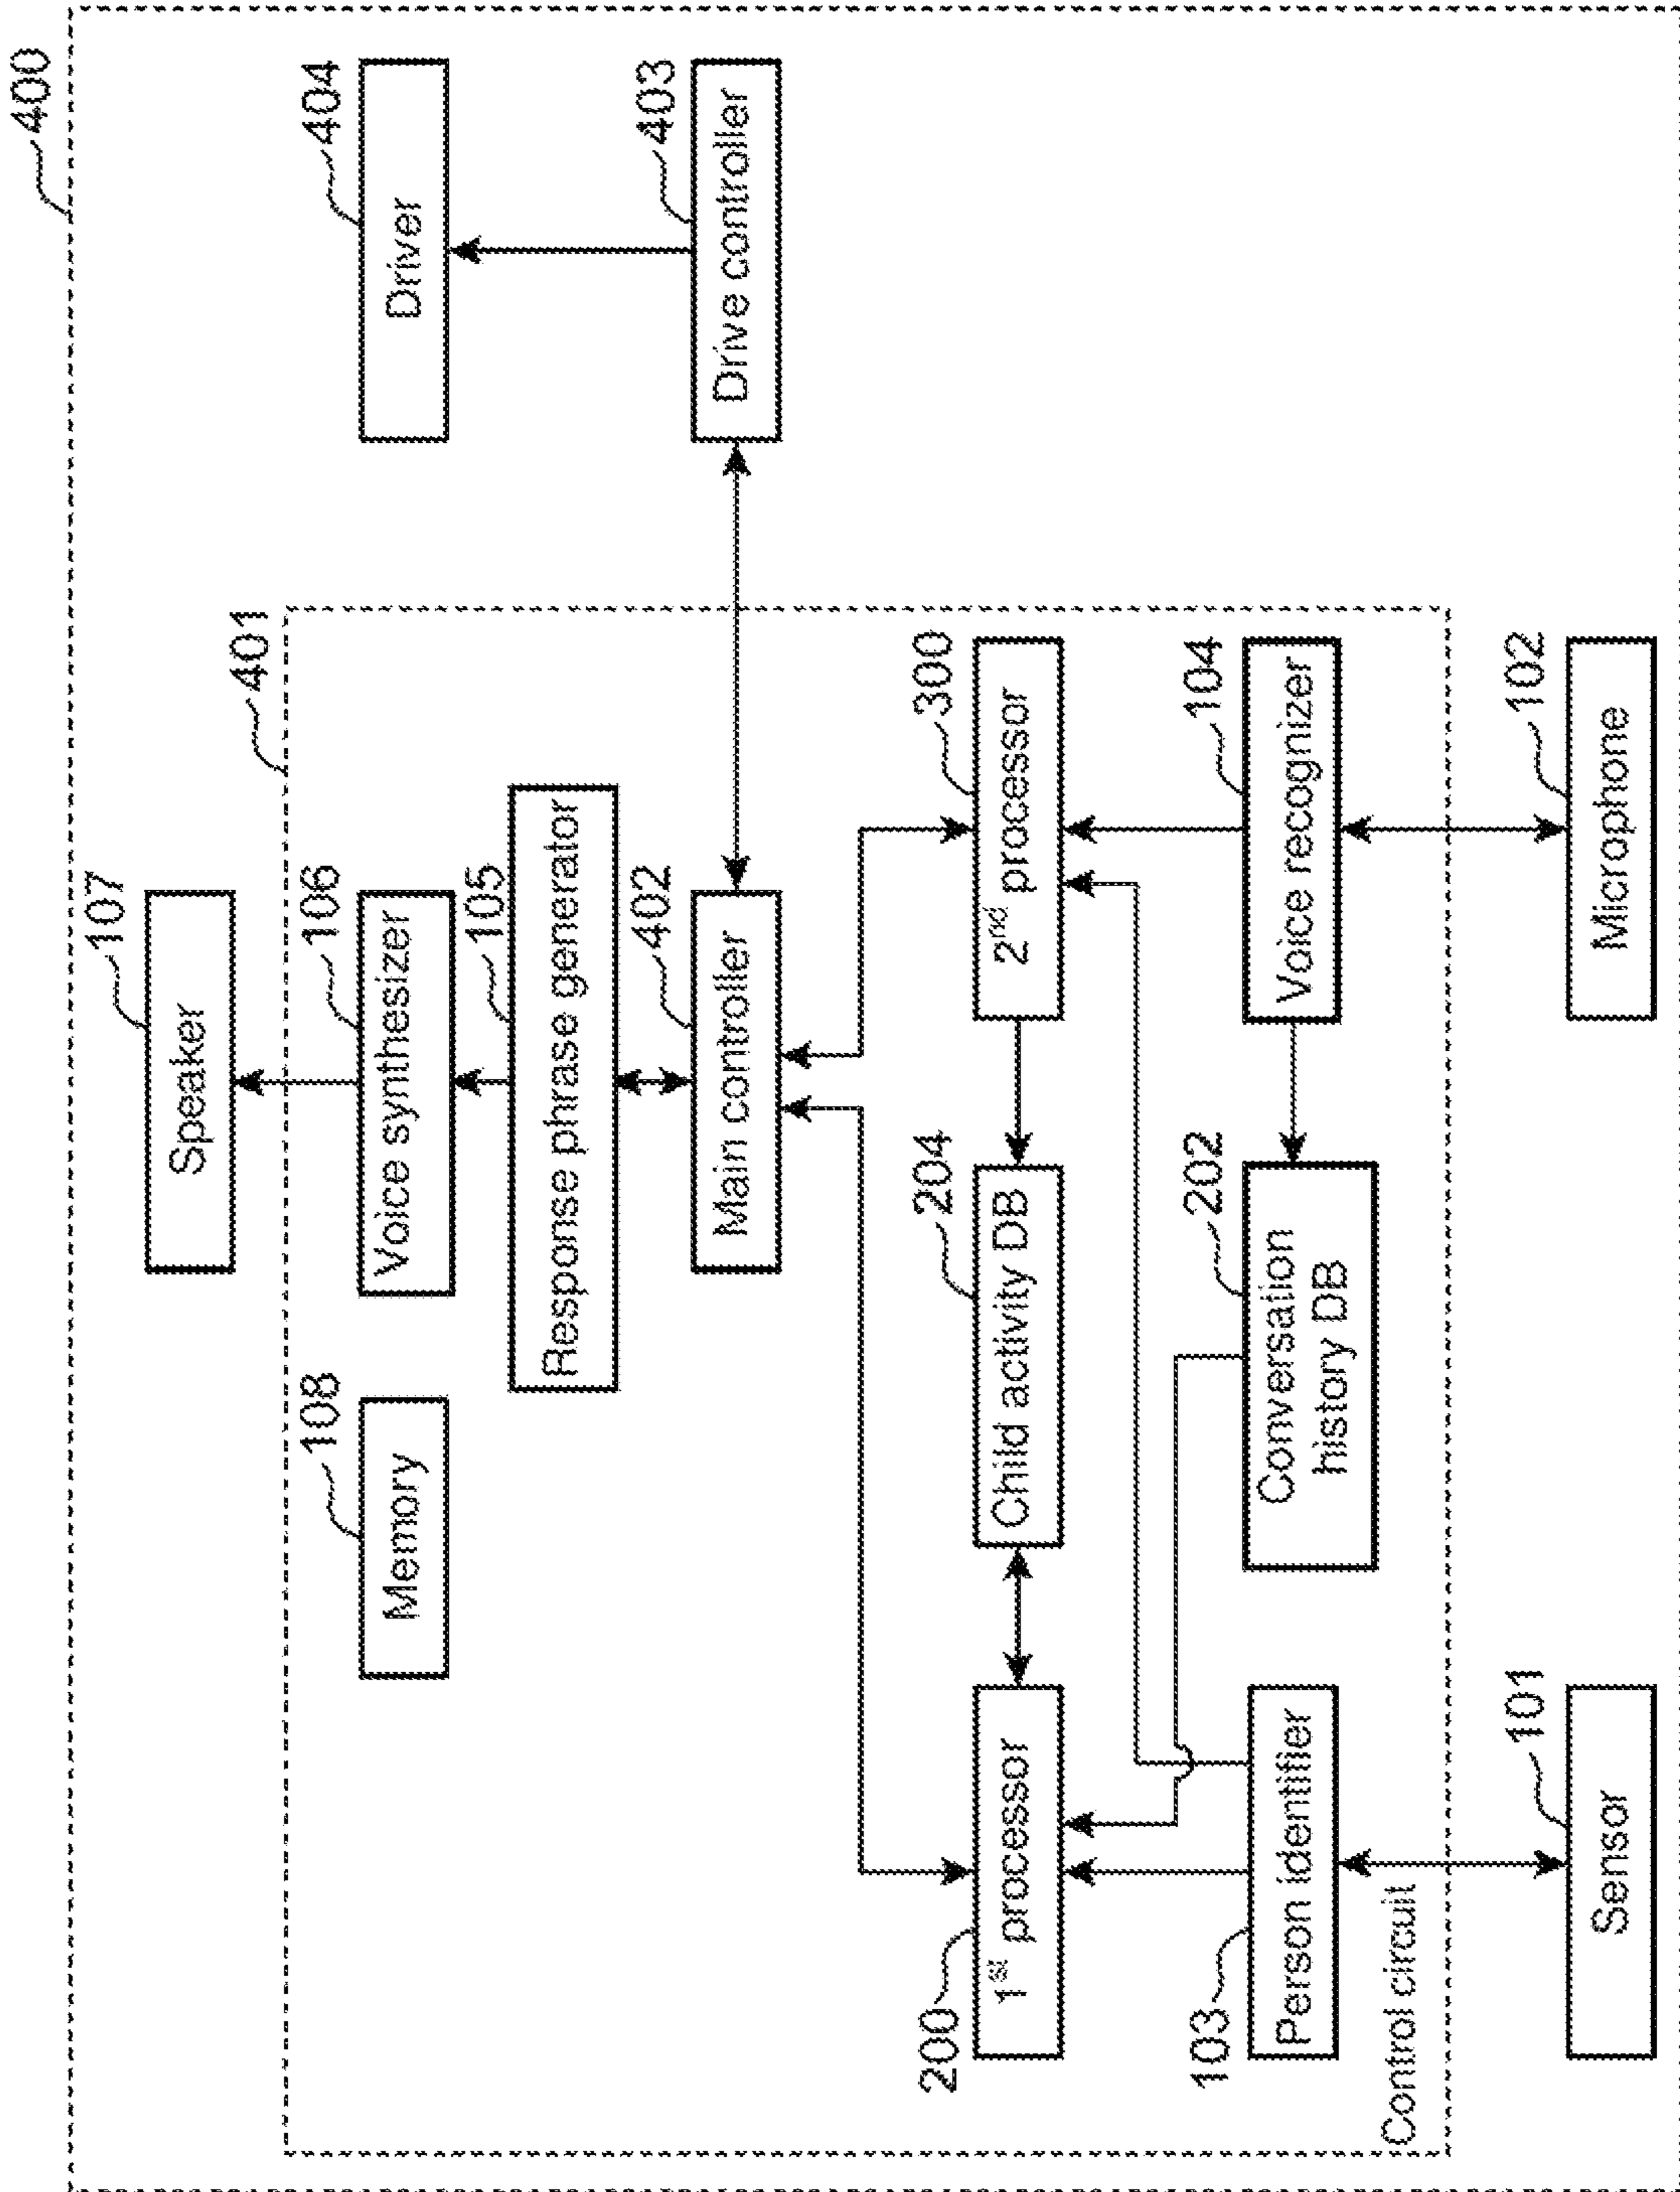 400
107
Speaker
401
108
Memory
106
Voice synthesizer
404
Driver
105
Response phrase generator
402
Main controller
403
Drive controller
200
1st processor
204
Child activity DB
300
2nd processor
103
Person identifier
202
Conversation
history DB
104
Voice recognizer
Control circuit
101
Sensor
102
Microphone